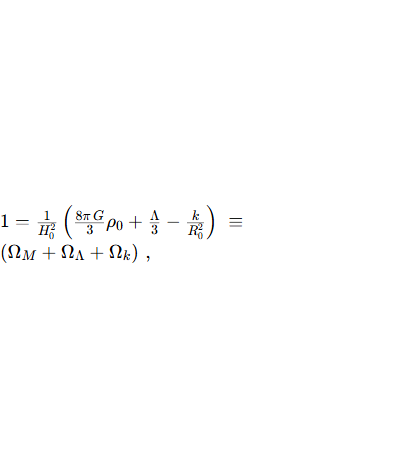 1 = \frac{1}{H_0^2} \left( \frac{8\pi G}{3} \rho_0 + \frac{\Lambda}{3} - \frac{k}{R_0^2} \right) \equiv
(\Omega_M + \Omega_\Lambda + \Omega_k) ,